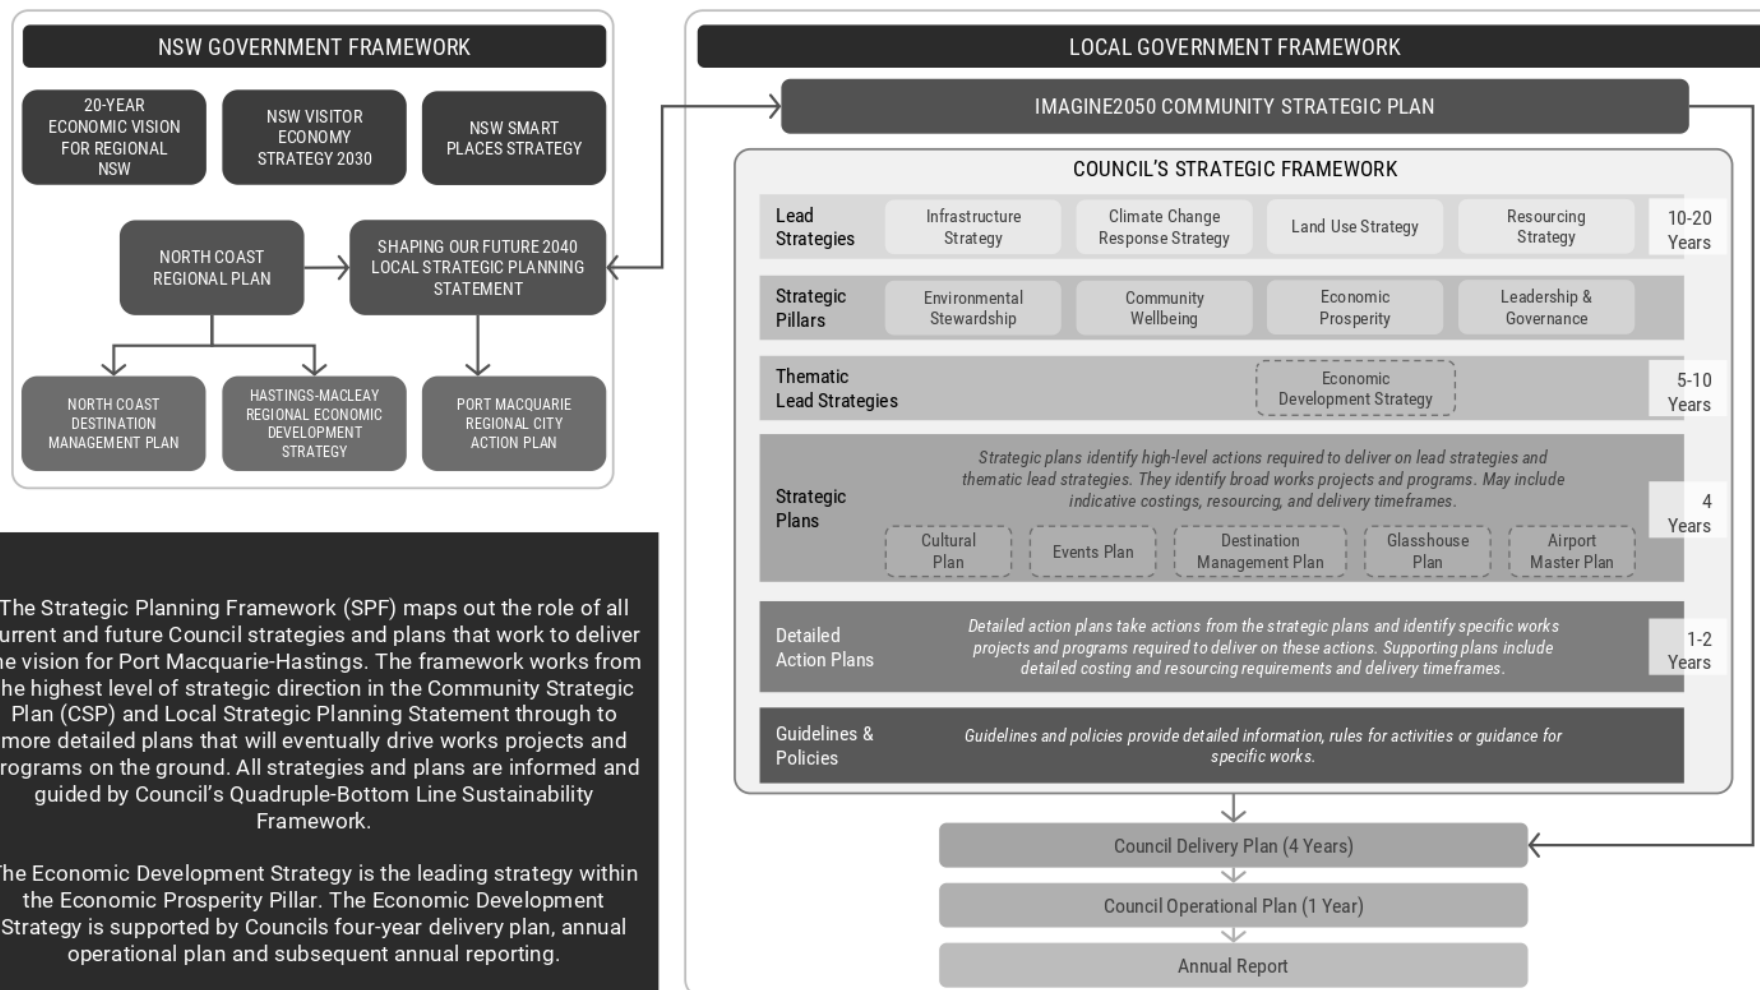 NSW GOVERNMENT FRAMEWORK
20-YEAR
ECONOMIC VISION
FOR REGIONAL
NSW
NSW VISITOR
ECONOMY
STRATEGY 2030
NSW SMART
PLACES STRATEGY
NORTH COAST
REGIONAL PLAN
SHAPING OUR FUTURE 2040
LOCAL STRATEGIC PLANNING
STATEMENT
NORTH COAST
DESTINATION
MANAGEMENT PLAN
HASTINGS-MACLEAY
REGIONAL ECONOMIC
DEVELOPMENT
STRATEGY
PORT MACQUARIE
REGIONAL CITY
ACTION PLAN
The Strategic Planning Framework (SPF) maps out the role of all
urrent and future Council strategies and plans that work to deliver
he vision for Port Macquarie-Hastings. The framework works from
he highest level of strategic direction in the Community Strategic
Plan (CSP) and Local Strategic Planning Statement through to
more detailed plans that will eventually drive works projects and
rograms on the ground. All strategies and plans are informed and
guided by Council's Quadruple-Bottom Line Sustainability
Framework.
The Economic Development Strategy is the leading strategy within
the Economic Prosperity Pillar. The Economic Development
Strategy is supported by Councils four-year delivery plan, annual
operational plan and subsequent annual reporting.
LOCAL GOVERNMENT FRAMEWORK
IMAGINE2050 COMMUNITY STRATEGIC PLAN
COUNCIL'S STRATEGIC FRAMEWORK
Lead
Strategies
Infrastructure
Strategy
Climate Change
Response Strategy
Land Use Strategy
Resourcing
Strategy
10-20
Years
Strategic
Pillars
Environmental
Stewardship
Community
Wellbeing
Economic
Prosperity
Leadership &
Governance
Thematic
Lead Strategies
Economic
Development Strategy
5-10
Years
Strategic
Plans
Strategic plans identify high-level actions required to deliver on lead strategies and
thematic lead strategies. They identify broad works projects and programs. May include
indicative costings, resourcing, and delivery timeframes.
Cultural
Plan
Events Plan
Destination
Management Plan
Glasshouse
Plan
Airport
Master Plan
4
Years
Detailed
Action Plans
Detailed action plans take actions from the strategic plans and identify specific works
projects and programs required to deliver on these actions. Supporting plans include
detailed costing and resourcing requirements and delivery timeframes.
1-2
Years
Guidelines &
Policies
Guidelines and policies provide detailed information, rules for activities or guidance for
specific works.
Council Delivery Plan (4 Years)
Council Operational Plan (1 Year)
Annual Report